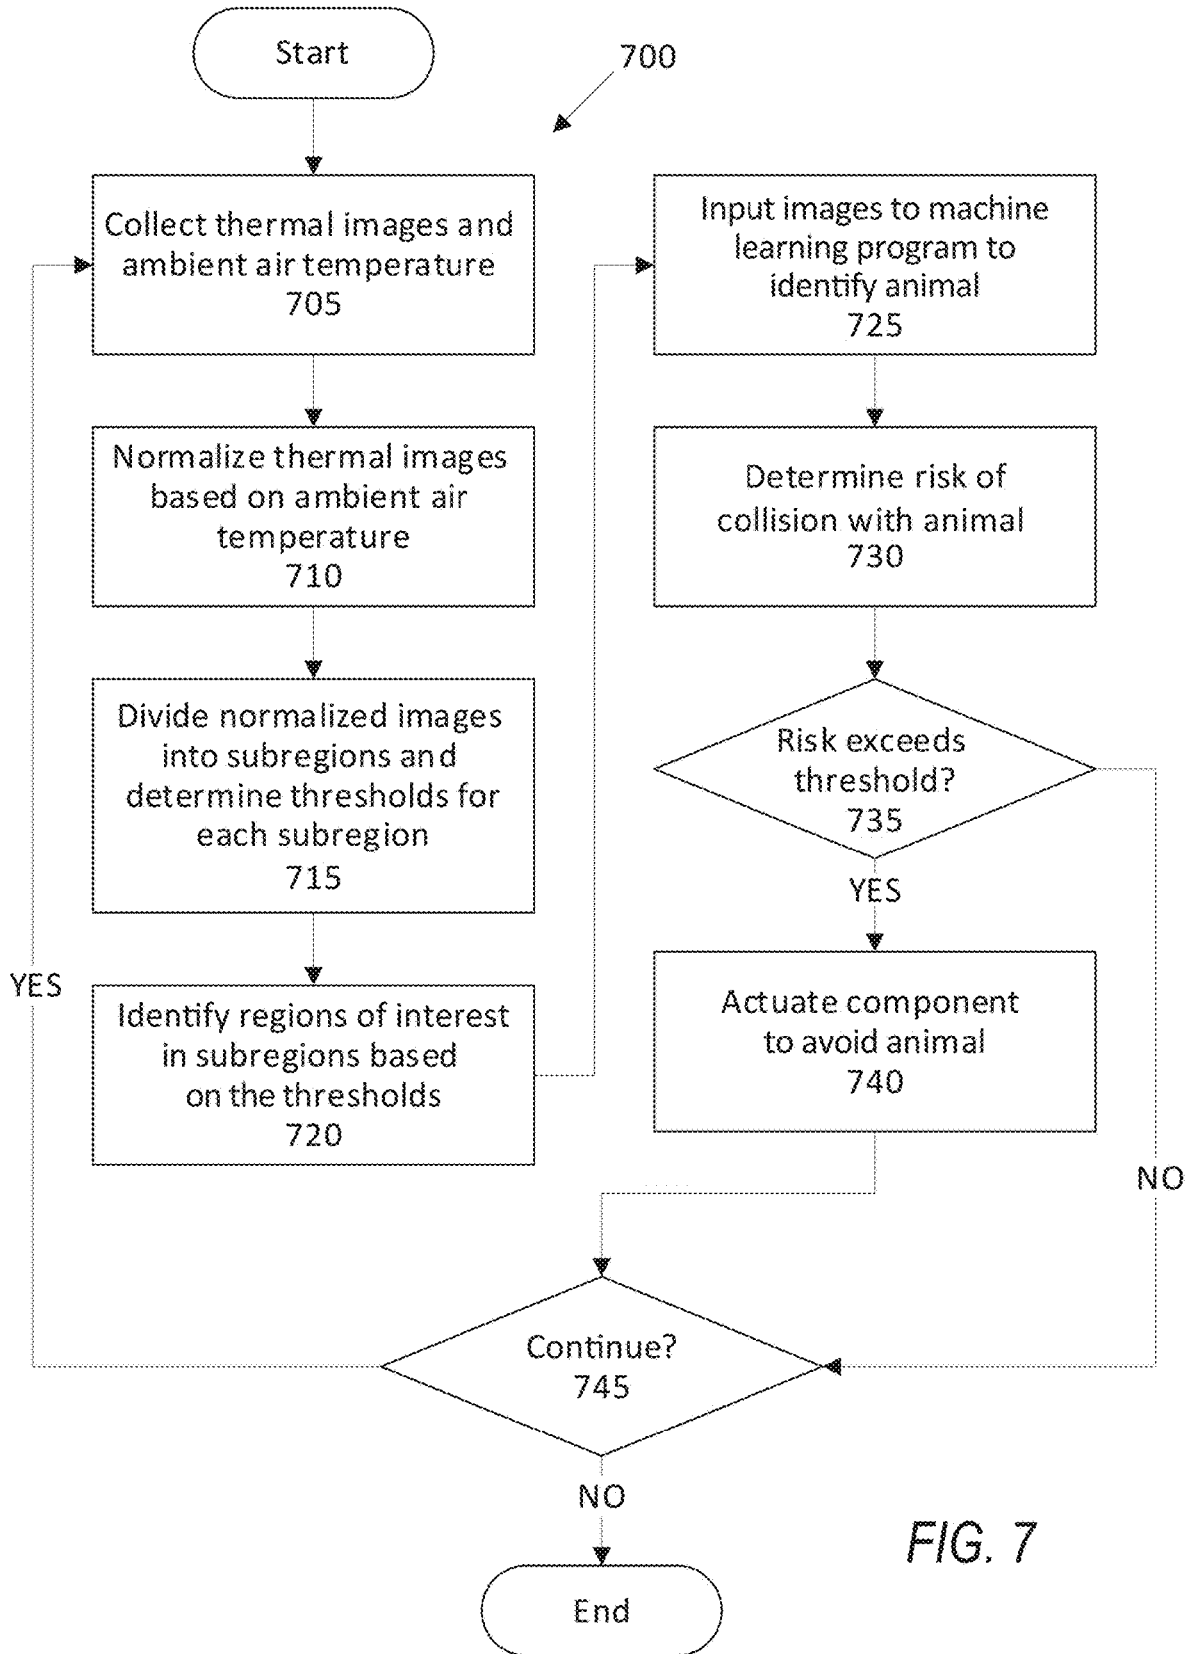 Start
700
Collect thermal images and
ambient air temperature
705
Normalize thermal images
based on ambient air
temperature
710
Divide normalized images
into subregions and
determine thresholds for
each subregion
715
Identify regions of interest
in subregions based
on the thresholds
720
Input images to machine
learning program to
identify animal
725
Determine risk of
collision with animal
730
Risk exceeds
threshold?
735
YES
Actuate component
to avoid animal
740
NO
YES
Continue?
745
NO
End
FIG. 7